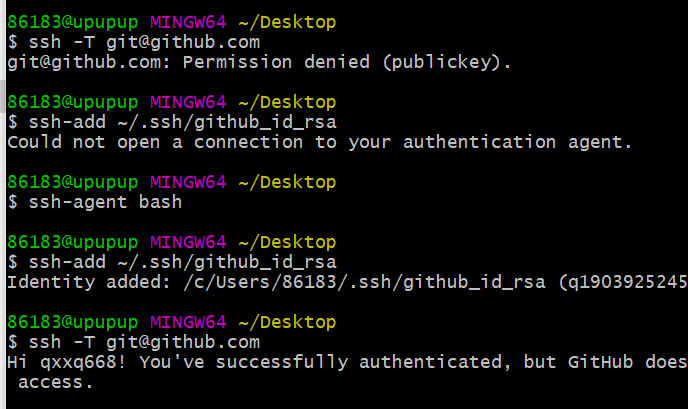 86183@upupup MINGW64 ~/Desktop
$ ssh -T git@github.com
git@github.com: Permission denied (publickey).
86183@upupup MINGW64 ~/Desktop
$ ssh-add ~/.ssh/github_id_rsa
Could not open a connection to your authentication agent.
86183@upupup MINGW64 ~/Desktop
$ ssh-agent bash
86183@upupup MINGW64 ~/Desktop
$ ssh-add ~/.ssh/github_id_rsa
Identity added: /c/Users/86183/.ssh/github_id_rsa (q1903925245
86183@upupup MINGW64 ~/Desktop
$ ssh -T git@github.com
Hi qxxq668! You've successfully authenticated, but GitHub does
access.